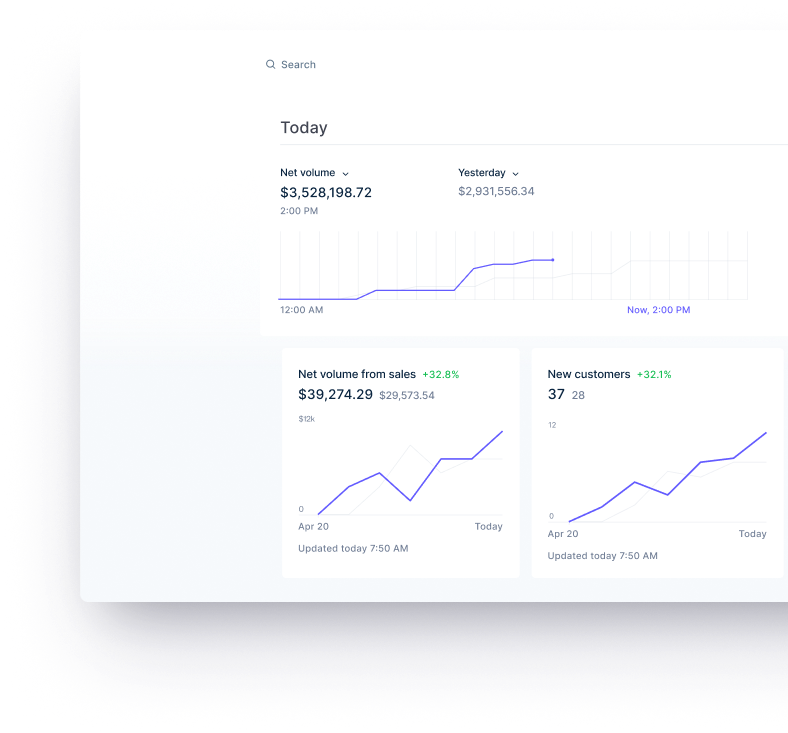 Search
Today
Net volume
Yesterday
$3,528,198.72
$2,931,556.34
2:00 PM
12:00 AM
Now, 2:00 PM
Net volume from sales +32.8%
$39,274.29 $29,573.54
$12k
0
Apr 20
Today
Updated today 7:50 AM
New customers +32.1%
37 28
12
0
Apr 20
Today
Updated today 7:50 AM